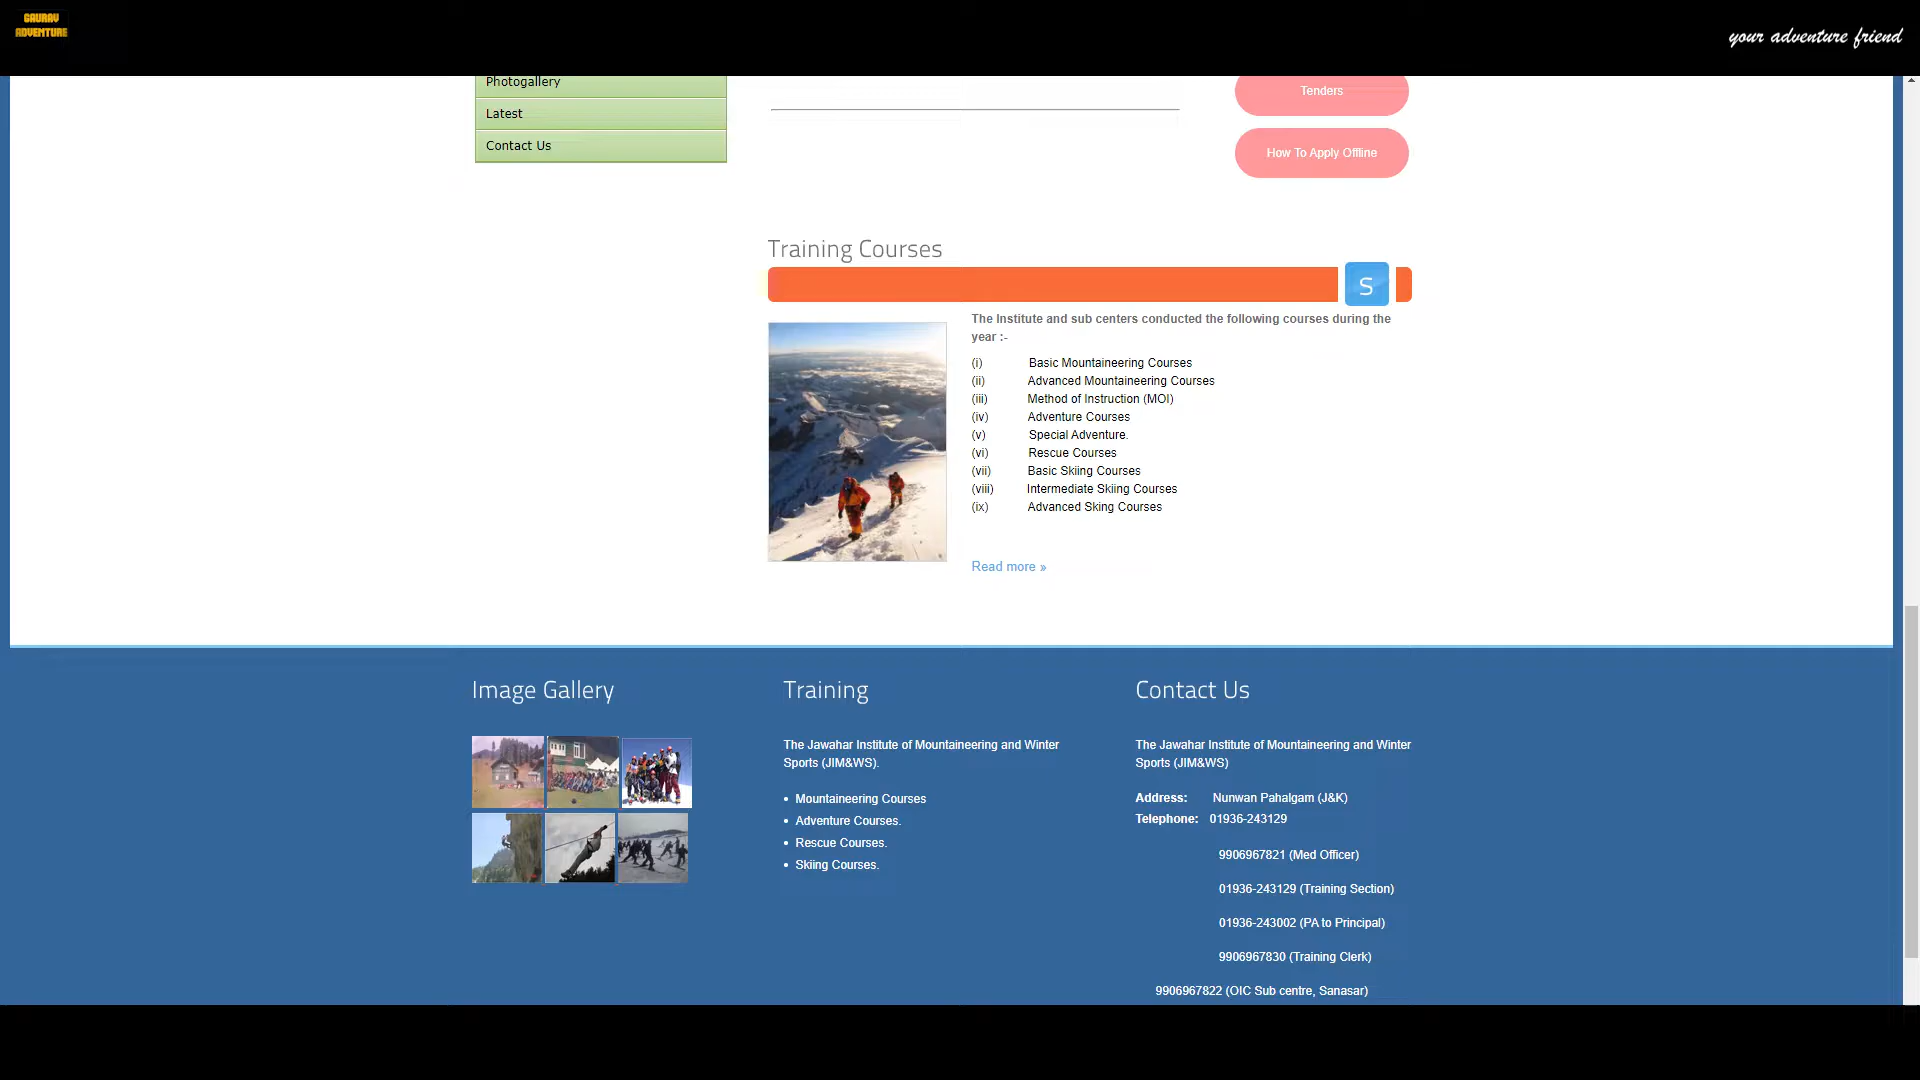 GAURAV
ADVENTURE
your adventure friend
Photogallery
Latest
Contact Us
Tenders
How To Apply Offline
Training Courses
S
The Institute and sub centers conducted the following courses during the
year :-
(i) Basic Mountaineering Courses
(ii) Advanced Mountaineering Courses
(iii) Method of Instruction (MOI)
(iv) Adventure Courses
(v) Special Adventure.
(vi) Rescue Courses
(vii) Basic Skiing Courses
(viii) Intermediate Skiing Courses
(ix) Advanced Sking Courses
Read more »
Image Gallery
Training
The Jawahar Institute of Mountaineering and Winter
Sports (JIM&WS).
• Mountaineering Courses
• Adventure Courses.
• Rescue Courses.
• Skiing Courses.
Contact Us
The Jawahar Institute of Mountaineering and Winter
Sports (JIM&WS)
Address: Nunwan Pahalgam (J&K)
Telephone: 01936-243129
9906967821 (Med Officer)
01936-243129 (Training Section)
01936-243002 (PA to Principal)
9906967830 (Training Clerk)
9906967822 (OIC Sub centre, Sanasar)